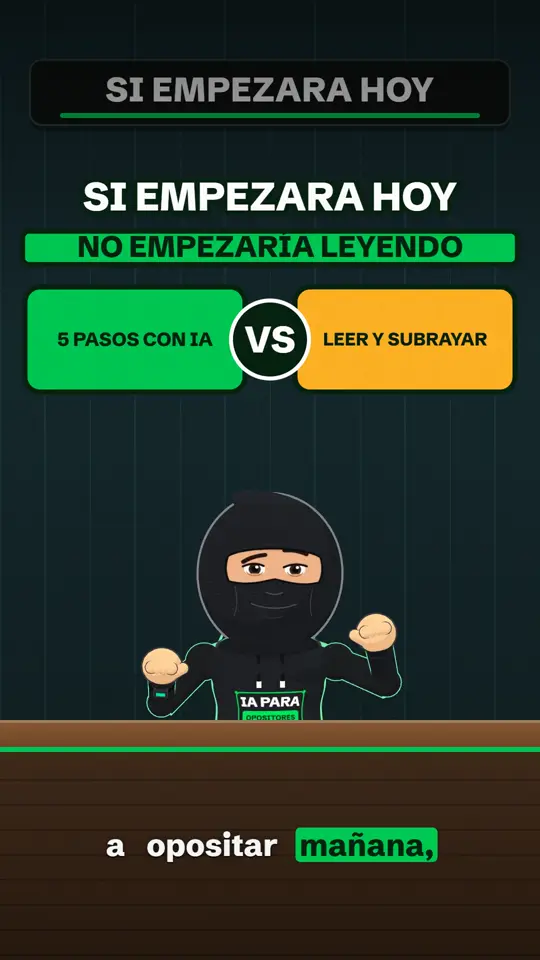 SI EMPEZARA HOY
SI EMPEZARA HOY
NO EMPEZARÍA LEYENDO
5 PASOS CON IA
VS
LEER Y SUBRAYAR
IA PARA
OPOSITORES
a opositar mañana,